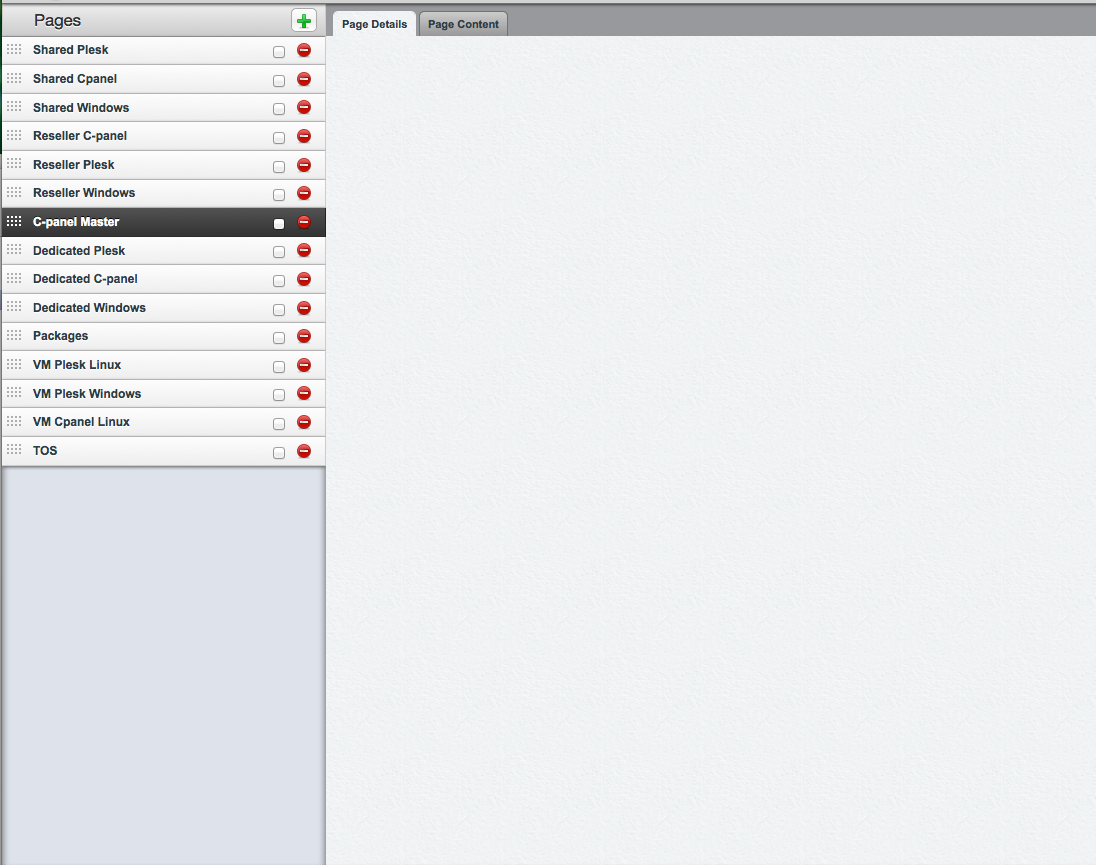 Pages
Page Details
Page Content
Shared Plesk
Shared Cpanel
Shared Windows
Reseller C-panel
Reseller Plesk
Reseller Windows
C-panel Master
Dedicated Plesk
Dedicated C-panel
Dedicated Windows
Packages
VM Plesk Linux
VM Plesk Windows
VM Cpanel Linux
TOS